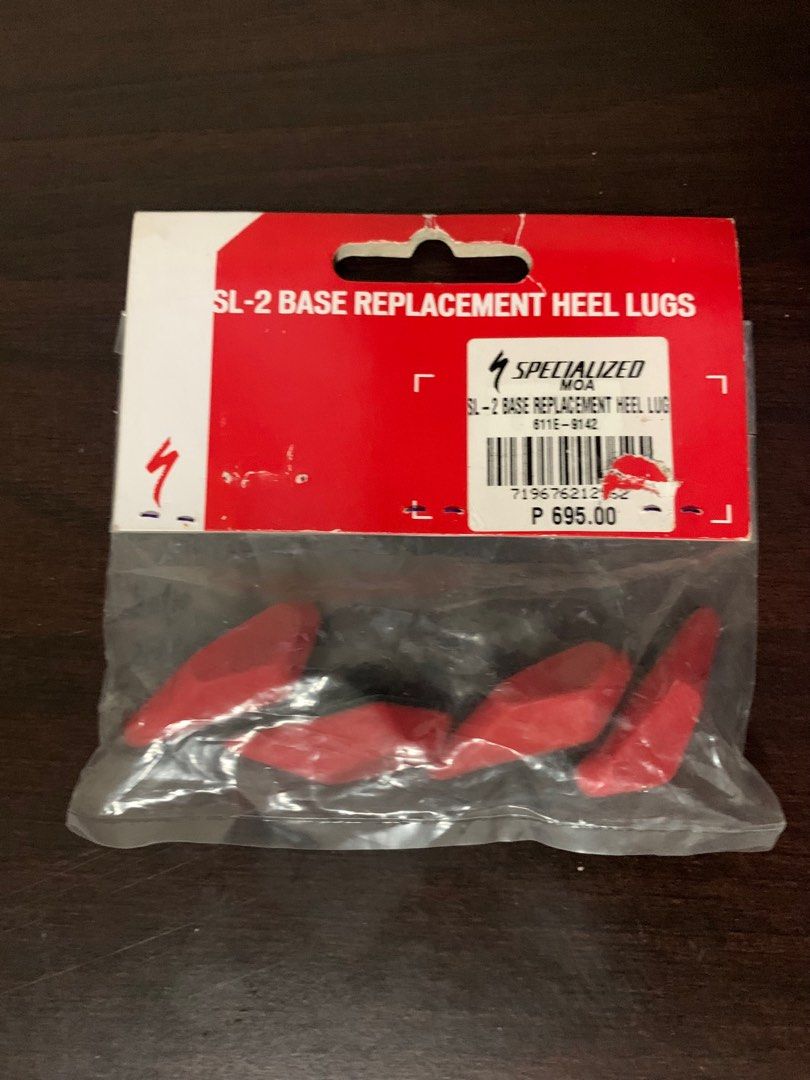 SL-2 BASE REPLACEMENT HEEL LUGS
SPECIALIZED
MOA
SL-2 BASE REPLACEMENT HEEL LUG
611E-9142
P 695.00